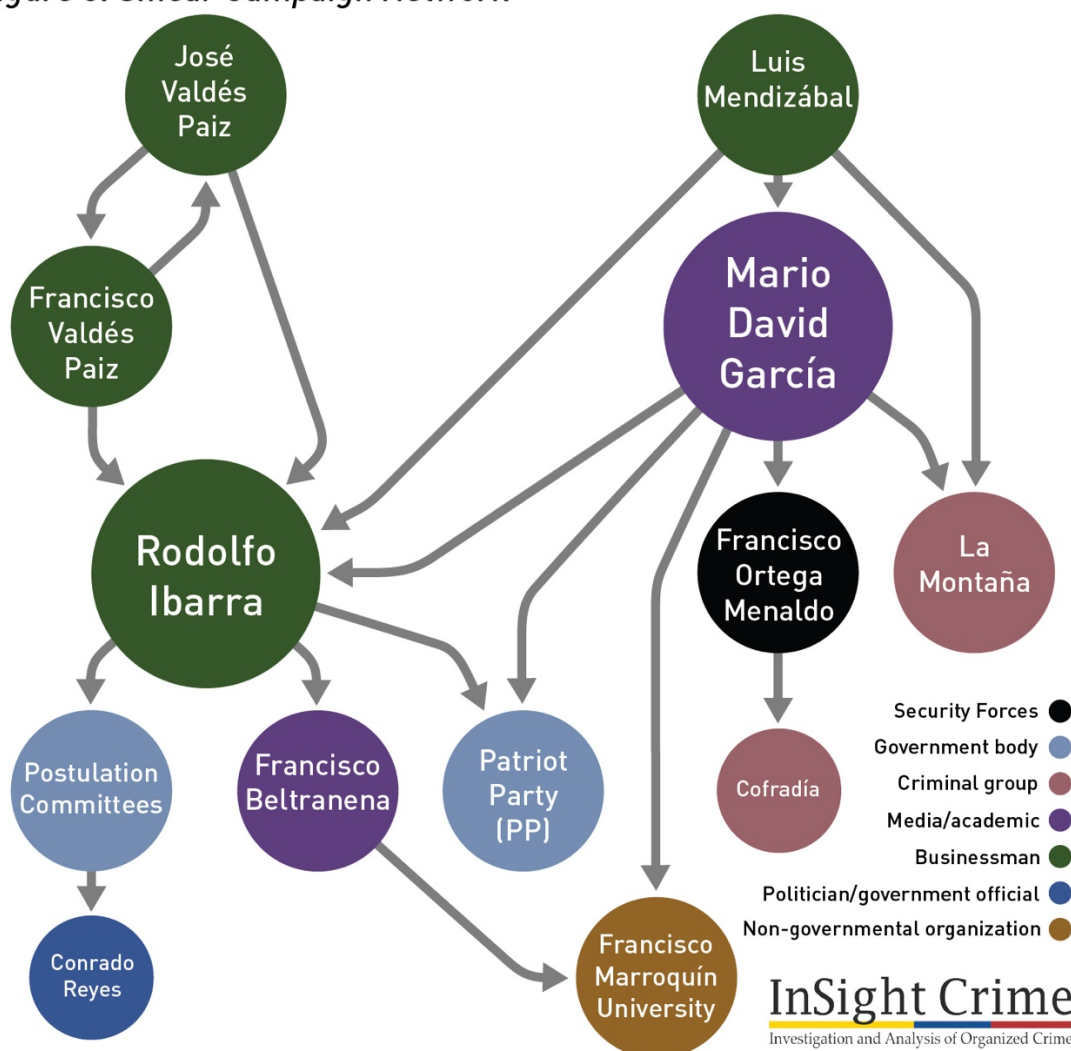 José
Valdés
Paiz
Luis
Mendizábal
Francisco
Valdés
Paiz
Mario
David
García
Rodolfo
Ibarra
Francisco
Ortega
Menaldo
La
Montaña
Postulation
Committees
Francisco
Beltranena
Patriot
Party
(PP)
Cofradía
Conrado
Reyes
Francisco
Marroquín
University
Security Forces
Government body
Criminal group
Media/academic
Businessman
Politician/government official
Non-governmental organization
InSight Crime
Investigation and Analysis of Organized Crime